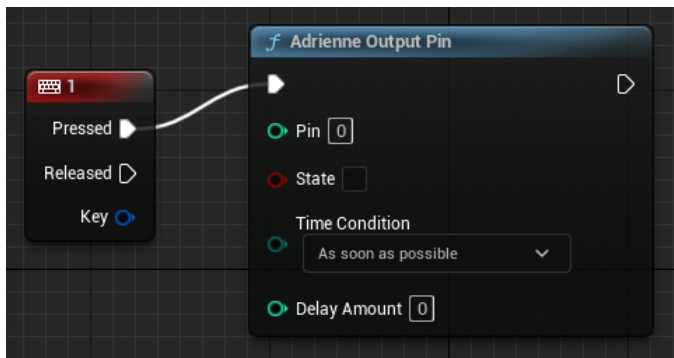 1
Pressed
Released
Key
f Adrienne Output Pin
Pin 0
State
Time Condition
As soon as possible
Delay Amount 0